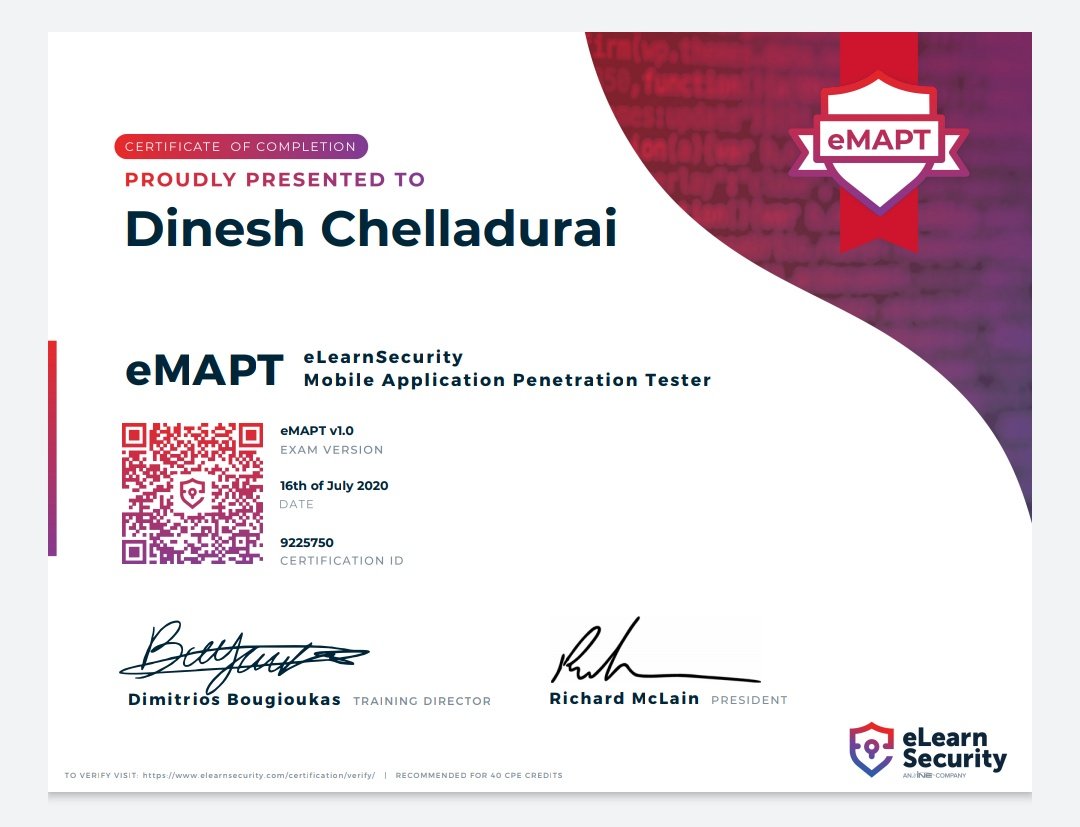 eMAPT
CERTIFICATE OF COMPLETION
PROUDLY PRESENTED TO
Dinesh Chelladurai
eMAPT
eLearnSecurity
Mobile Application Penetration Tester
eMAPT v1.0
EXAM VERSION
16th of July 2020
DATE
9225750
CERTIFICATION ID
Dimitrios Bougioukas TRAINING DIRECTOR
Richard McLain PRESIDENT
eLearn
Security
AN INE COMPANY
TO VERIFY VISIT: https://www.elearnsecurity.com/certification/verify/ | RECOMMENDED FOR 40 CPE CREDITS